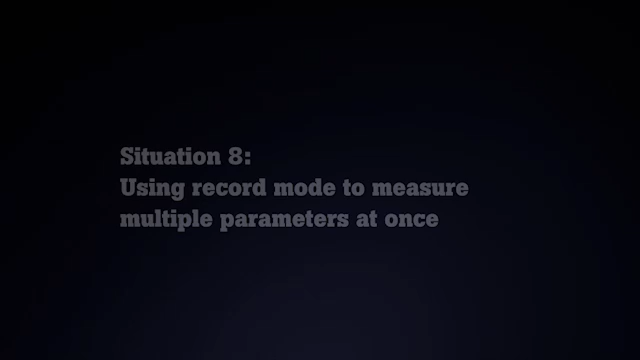 Situation 8:
Using record mode to measure
multiple parameters at once